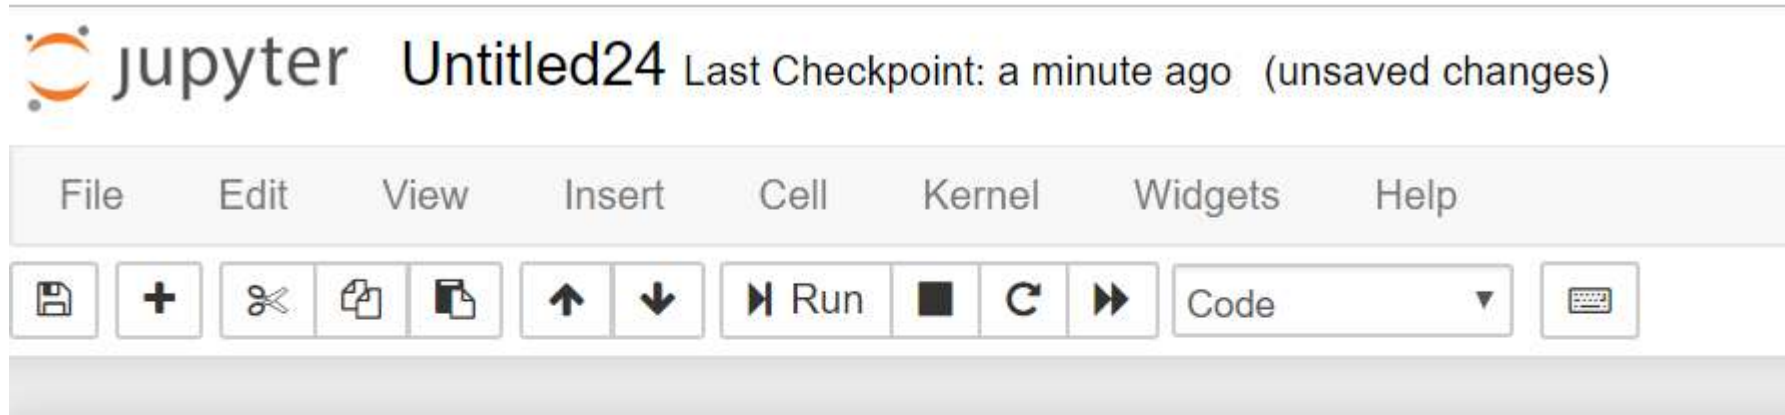 jupyter Untitled24 Last Checkpoint: a minute ago (unsaved changes)
File Edit View Insert Cell Kernel Widgets Help
Run Code